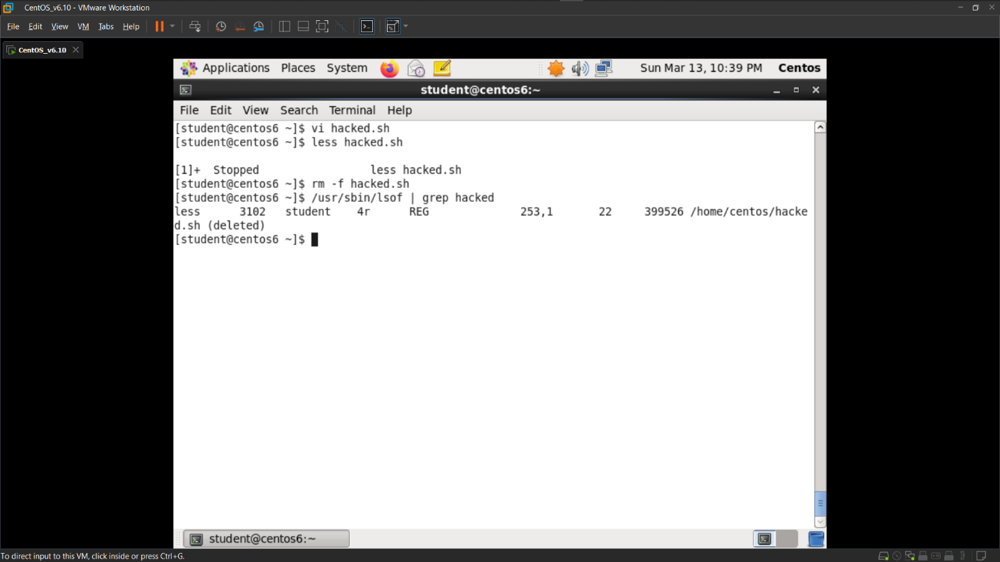 CentOS_v6.10 - VMware Workstation
File Edit View VM Tabs Help
CentOS_v6.10
Applications Places System Sun Mar 13, 10:39 PM Centos
student@centos6:~
File Edit View Search Terminal Help
[student@centos6 ~]$ vi hacked.sh
[student@centos6 ~]$ less hacked.sh
[1]+  Stopped                 less hacked.sh
[student@centos6 ~]$ rm -f hacked.sh
[student@centos6 ~]$ /usr/sbin/lsof | grep hacked
less      3102   student    4r      REG              253,1       22     399526 /home/centos/hacke
d.sh (deleted)
[student@centos6 ~]$
student@centos6:~
To direct input to this VM, click inside or press Ctrl+G.